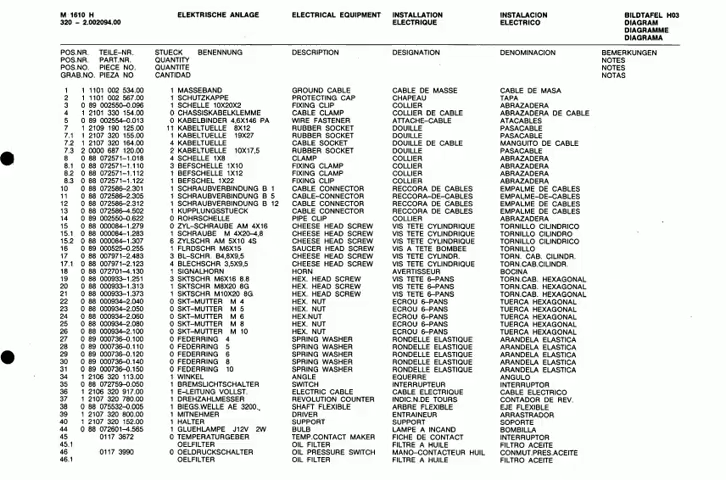 M 1610 H ELEKTRISCHE ANLAGE ELECTRICAL EQUIPMENT INSTALLATION INSTALACION BILDTAFEL H03
320 - 2.002094.00 ELECTRIQUE ELECTRICO DIAGRAM
DIAGRAMME
DIAGRAMA
POS.NR. TEILE-NR. STUECK BENENNUNG DESCRIPTION DESIGNATION DENOMINACION BEMERKUNGEN
POS.NR. PART.NR. QUANTITY NOTES
POS.NO. PIECE NO. QUANTITE NOTES
GRAB.NO. PIEZA NO CANTIDAD NOTAS
1 1 1101 002 534.00 1 MASSEBAND GROUND CABLE CABLE DE MASSE CABLE DE MASA
2 1 1101 002 567.00 1 SCHUTZKAPPE PROTECTING CAP CHAPEAU TAPA
3 0 89 002550-0.096 1 SCHELLE 10X20X2 FIXING CLIP COLLIER ABRAZADERA
4 1 2101 330 154.00 0 CHASSISKABELKLEMME CABLE CLAMP COLLIER DE CABLE ABRAZADERA DE CABLE
5 0 89 002554-0.013 0 KABELBINDER 4,6X116 PA WIRE FASTENER ATTACHE-CABLE ATACABLES
7 1 2109 190 125.00 11 KABELTUELLE 8X12 RUBBER SOCKET DOUILLE PASACABLE
7.1 1 2107 320 155.00 1 KABELTUELLE 19X27 RUBBER SOCKET DOUILLE PASACABLE
7.2 1 2107 320 164.00 4 KABELTUELLE CABLE SOCKET DOUILLE DE CABLE MANGUITO DE CABLE
7.3 2 0000 687 120.00 2 KABELTUELLE 10X17,5 RUBBER SOCKET DOUILLE PASACABLE
8 0 88 072571-1.018 4 SCHELLE 1X8 CLAMP COLLIER ABRAZADERA
8.1 0 88 072571-1.110 3 BEFSCHELLE 1X10 FIXING CLAMP COLLIER ABRAZADERA
8.2 0 88 072571-1.112 1 BEFSCHELLE 1X12 FIXING CLAMP COLLIER ABRAZADERA
8.3 0 88 072571-1.122 1 BEFSCHEL 1X22 FIXING CLIP COLLIER ABRAZADERA
10 0 88 072586-2.301 1 SCHRAUBVERBINDUNG B 1 CABLE CONNECTOR RECCORA DE CABLES EMPALME DE CABLES
11 0 88 072586-2.305 1 SCHRAUBVERBINDUNG B 5 CABLE CONNECTOR RECCORA-DE-CABLES EMPALME-DE-CABLES
12 0 88 072586-2.312 1 SCHRAUBVERBINDUNG B 12 CABLE CONNECTOR RECCORA DE CABLES EMPALME DE CABLES
13 0 88 072586-4.502 1 KUPPLUNGSSTUECK CABLE CONNECTOR RECCORA DE CABLES EMPALME DE CABLES
14 0 89 002550-0.622 0 ROHRSCHELLE PIPE CLIP COLLIER ABRAZADERA
15 0 88 000084-1.279 0 ZYL-SCHRAUBE AM 4X16 CHEESE HEAD SCREW VIS TETE CYLINDRIQUE TORNILLO CILINDRICO
15.1 0 88 000084-1.283 1 SCHRAUBE M 4X20-4,8 CHEESE HEAD SCREW VIS TETE CYLINDRIQUE TORNILLO CILINDRO
15.2 0 88 000084-1.307 6 ZYLSCHR AM 5X10 4S CHEESE HEAD SCREW VIS TETE CYLINDRIQUE TORNILLO CILINDRICO
16 0 89 000525-0.255 1 FLRDSCHR M6X15 SAUCER HEAD SCREW VIS A TETE BOMBEE TORNILLO
17 0 88 007971-2.483 3 BL-SCHR. B4,8X9,5 CHEESE HEAD SCREW VIS TETE CYLINDR. TORN. CAB. CILINDR.
17.1 0 88 007971-2.123 4 BLECHSCHR 3,5X9,5 CHEESE HEAD SCREW VIS TETE CYLINDRIQUE TORN.CAB.CILINDR.
18 0 88 072701-4.130 1 SIGNALHORN HORN AVERTISSEUR BOCINA
19 0 88 000933-1.251 3 SKTSCHR M6X16 8.8 HEX. HEAD SCREW VIS TETE 6-PANS TORN.CAB. HEXAGONAL
20 0 88 000933-1.313 1 SKTSCHR M8X20 8G HEX. HEAD SCREW VIS TETE 6-PANS TORN.CAB. HEXAGONAL
21 0 88 000933-1.373 1 SKTSCHR M10X20 8G HEX. HEAD SCREW VIS TETE 6-PANS TORN.CAB. HEXAGONAL
22 0 88 000934-2.040 0 SKT-MUTTER M 4 HEX. NUT ECROU 6-PANS TUERCA HEXAGONAL
23 0 88 000934-2.050 0 SKT-MUTTER M 5 HEX. NUT ECROU 6-PANS TUERCA HEXAGONAL
24 0 88 000934-2.060 0 SKT-MUTTER M 6 HEX.NUT ECROU 6-PANS TUERCA HEXAGONAL
25 0 88 000934-2.080 0 SKT-MUTTER M 8 HEX. NUT ECROU 6-PANS TUERCA HEXAGONAL
26 0 88 000934-2.100 0 SKT-MUTTER M 10 HEX. NUT ECROU 6-PANS TUERCA HEXAGONAL
27 0 89 000736-0.100 0 FEDERRING 4 SPRING WASHER RONDELLE ELASTIQUE ARANDELA ELASTICA
28 0 89 000736-0.110 0 FEDERRING 5 SPRING WASHER RONDELLE ELASTIQUE ARANDELA ELASTICA
29 0 89 000736-0.120 0 FEDERRING 6 SPRING WASHER RONDELLE ELASTIQUE ARANDELA ELASTICA
30 0 89 000736-0.140 0 FEDERRING 8 SPRING WASHER RONDELLE ELASTIQUE ARANDELA ELASTICA
31 0 89 000736-0.150 0 FEDERRING 10 SPRING WASHER RONDELLE ELASTIQUE ARANDELA ELASTICA
34 1 2106 320 113.00 1 WINKEL ANGLE EQUERRE ANGULO
35 0 88 072759-0.050 1 BREMSLICHTSCHALTER SWITCH INTERRUPTEUR INTERRUPTOR
36 1 2106 320 917.00 1 E-LEITUNG VOLLST. ELECTRIC CABLE CABLE ELECTRIQUE CABLE ELECTRICO
37 1 2107 320 780.00 1 DREHZAHLMESSER REVOLUTION COUNTER INDIC.N.DE TOURS CONTADOR DE REV.
38 0 88 075532-0.005 1 BIEGS.WELLE AE 3200., SHAFT FLEXIBLE ARBRE FLEXIBLE EJE FLEXIBLE
39 1 2107 320 800.00 1 MITNEHMER DRIVER ENTRAINEUR ARRASTRADOR
40 1 2107 320 152.00 1 HALTER SUPPORT SUPPORT SOPORTE
44 0 88 072601-4.565 1 GLUEHLAMPE J12V 2W BULB LAMPE A INCAND BOMBILLA
45 0117 3672 0 TEMPERATURGEBER TEMP.CONTACT MAKER FICHE DE CONTACT INTERRUPTOR
45.1 OELFILTER OIL FILTER FILTRE A HUILE FILTRO ACEITE
46 0117 3990 0 OELDRUCKSCHALTER OIL PRESSURE SWITCH MANO-CONTACTEUR HUIL CONMUT.PRES.ACEITE
46.1 OELFILTER OIL FILTER FILTRE A HUILE FILTRO ACEITE